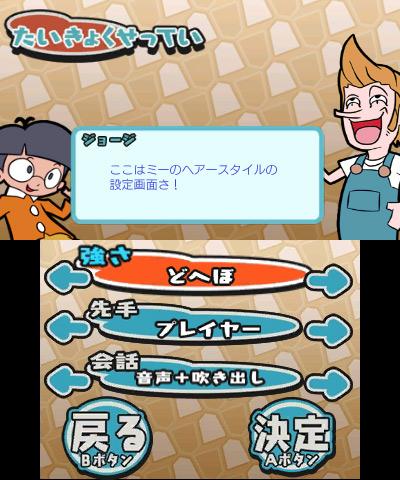 たいきょくせってい
ジョージ
ここはミーのヘアースタイルの
設定画面さ！
強さ
どへぼ
先手
プレイヤー
会話
音声+吹き出し
戻る
Bボタン
決定
Aボタン